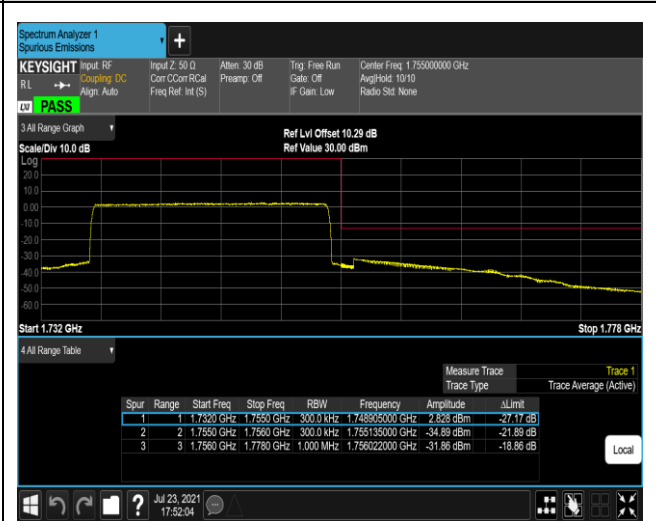 Spectrum Analyzer 1
Spurious Emissions
+
KEYSIGHT Input: RF Input Z: 50 Ω Atten: 30 dB Trig: Free Run Center Freq: 1.755000000 GHz
RL Coupling: DC Corr CCorr RCal Preamp: Off Gate: Off Avg|Hold: 10/10
Align: Auto Freq Ref: Int (S) IF Gain: Low Radio Std: None
LXI PASS
3 All Range Graph
Ref Lvl Offset 10.29 dB
Scale/Div 10.0 dB Ref Value 30.00 dBm
Log
20.0
10.0
0.00
-10.0
-20.0
-30.0
-40.0
-50.0
-60.0
Start 1.732 GHz Stop 1.778 GHz
4 All Range Table
Measure Trace Trace 1
Trace Type Trace Average (Active)
Spur Range Start Freq Stop Freq RBW Frequency Amplitude ΔLimit
1 1 1.7320 GHz 1.7550 GHz 300.0 kHz 1.748905000 GHz 2.828 dBm -27.17 dB
2 2 1.7550 GHz 1.7560 GHz 300.0 kHz 1.755135000 GHz -34.89 dBm -21.89 dB
3 3 1.7560 GHz 1.7780 GHz 1.000 MHz 1.756022000 GHz -31.86 dBm -18.86 dB
Local
? Jul 23, 2021
17:52:04